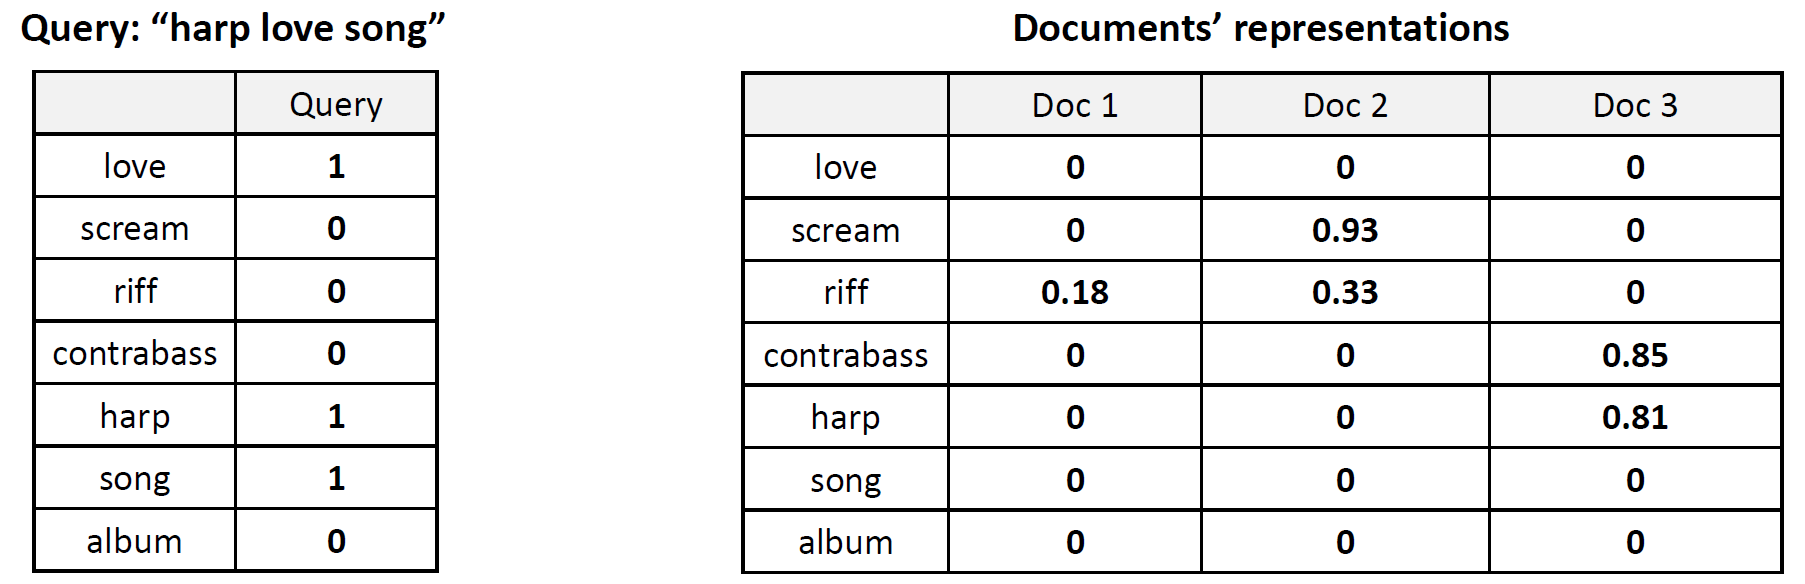 Query: “harp love song”
Query
love 1
scream 0
riff 0
contrabass 0
harp 1
song 1
album 0
Documents’ representations
Doc 1 Doc 2 Doc 3
love 0 0 0
scream 0 0.93 0
riff 0.18 0.33 0
contrabass 0 0 0.85
harp 0 0 0.81
song 0 0 0
album 0 0 0